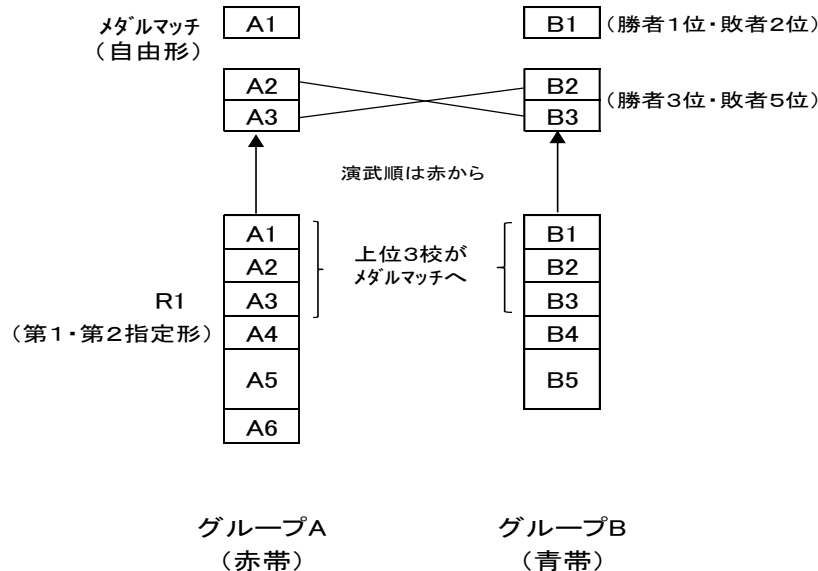 メダルマッチ A1 B1 (勝者1位・敗者2位)
(自由形)
A2 B2 (勝者3位・敗者5位)
A3 B3
演武順は赤から
A1 B1
上位3校が
A2 B2
メダルマッチへ
R1 A3 B3
(第1・第2指定形) A4 B4
A5 B5
A6
グループA グループB
(赤帯) (青帯)